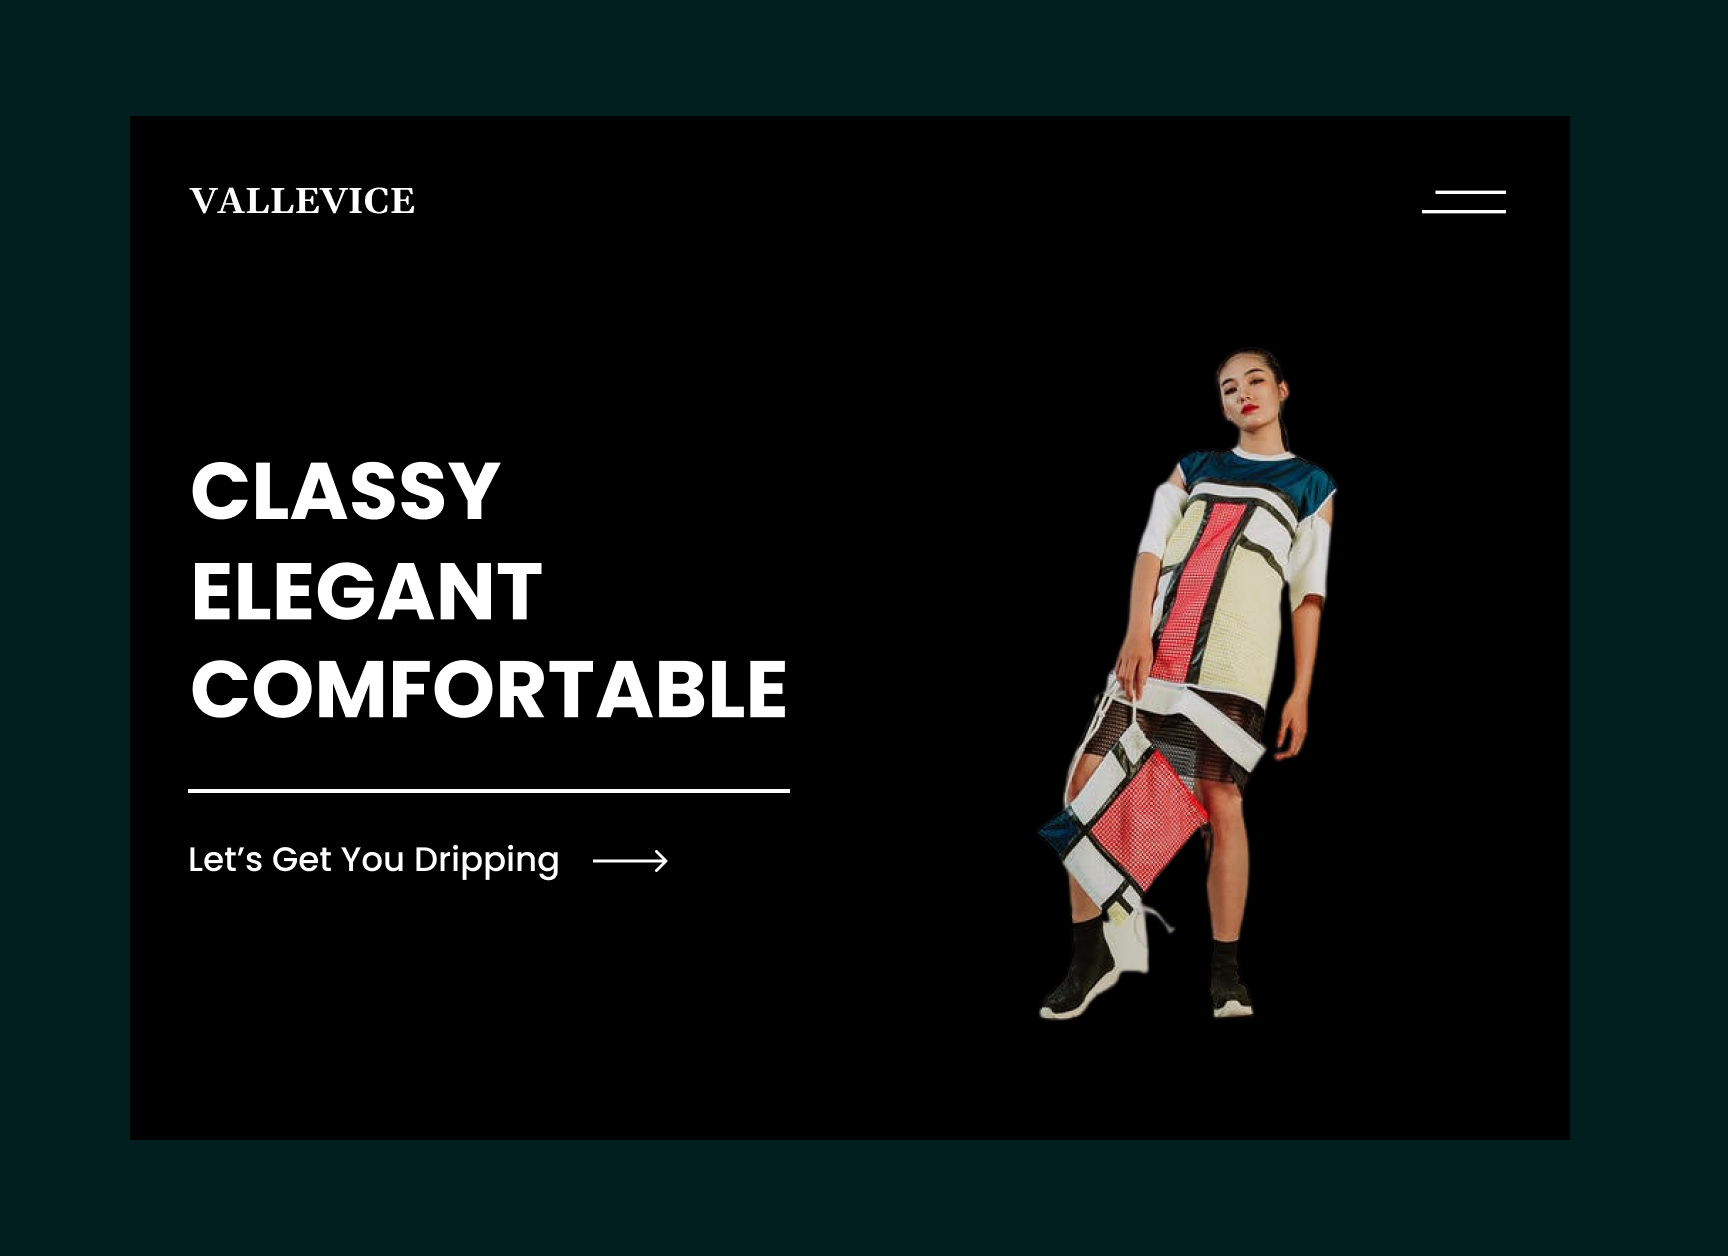 VALLEVICE
CLASSY
ELEGANT
COMFORTABLE
Let’s Get You Dripping